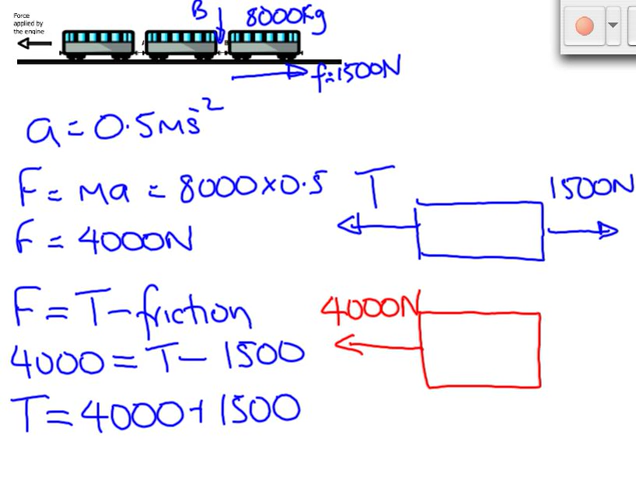 Force
applied by
the engine
B 8000Kg
f=1500N
a = 0.5ms⁻²
F = ma = 8000×0.5
F = 4000N
T 1500N
F = T - friction
4000 = T - 1500
T = 4000 + 1500
4000N